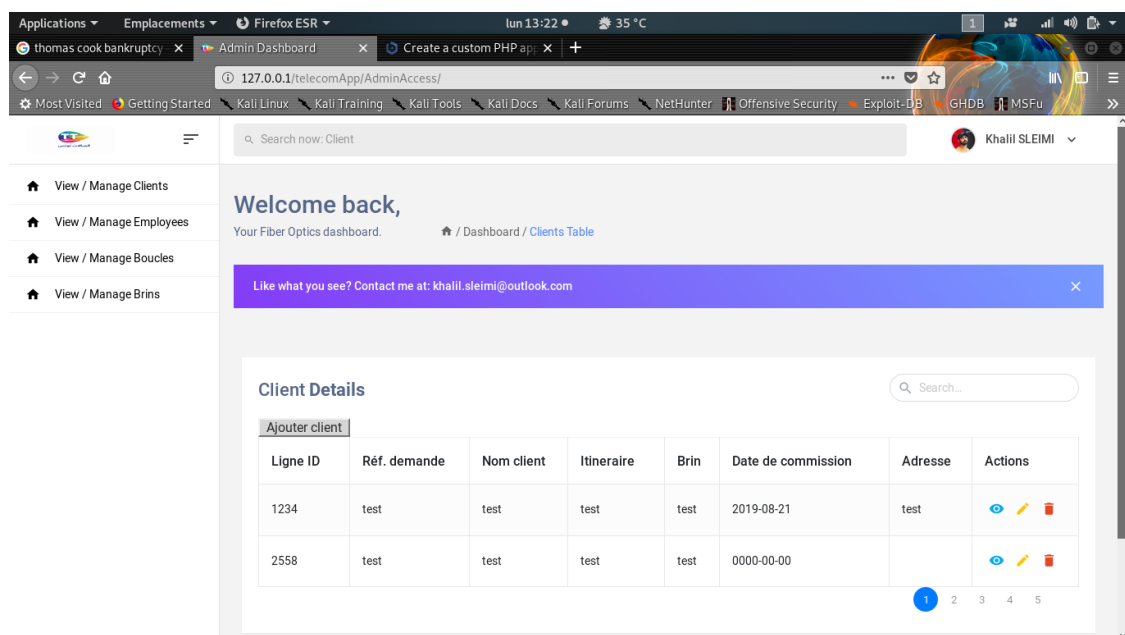 Applications Emplacements Firefox ESR lun 13:22 35 °C 1
thomas cook bankruptcy Admin Dashboard Create a custom PHP ap
127.0.0.1/telecomApp/AdminAccess/
Most Visited Getting Started Kali Linux Kali Training Kali Tools Kali Docs Kali Forums NetHunter Offensive Security Exploit-DB GHDB MSFu
Search now: Client Khalil SLEIMI
View / Manage Clients
View / Manage Employees
View / Manage Boucles
View / Manage Brins
Welcome back,
Your Fiber Optics dashboard. / Dashboard / Clients Table
Like what you see? Contact me at: khalil.sleimi@outlook.com
Client Details Search...
Ajouter client
Ligne ID Réf. demande Nom client Itineraire Brin Date de commission Adresse Actions
1234 test test test test 2019-08-21 test
2558 test test test test 0000-00-00
1 2 3 4 5